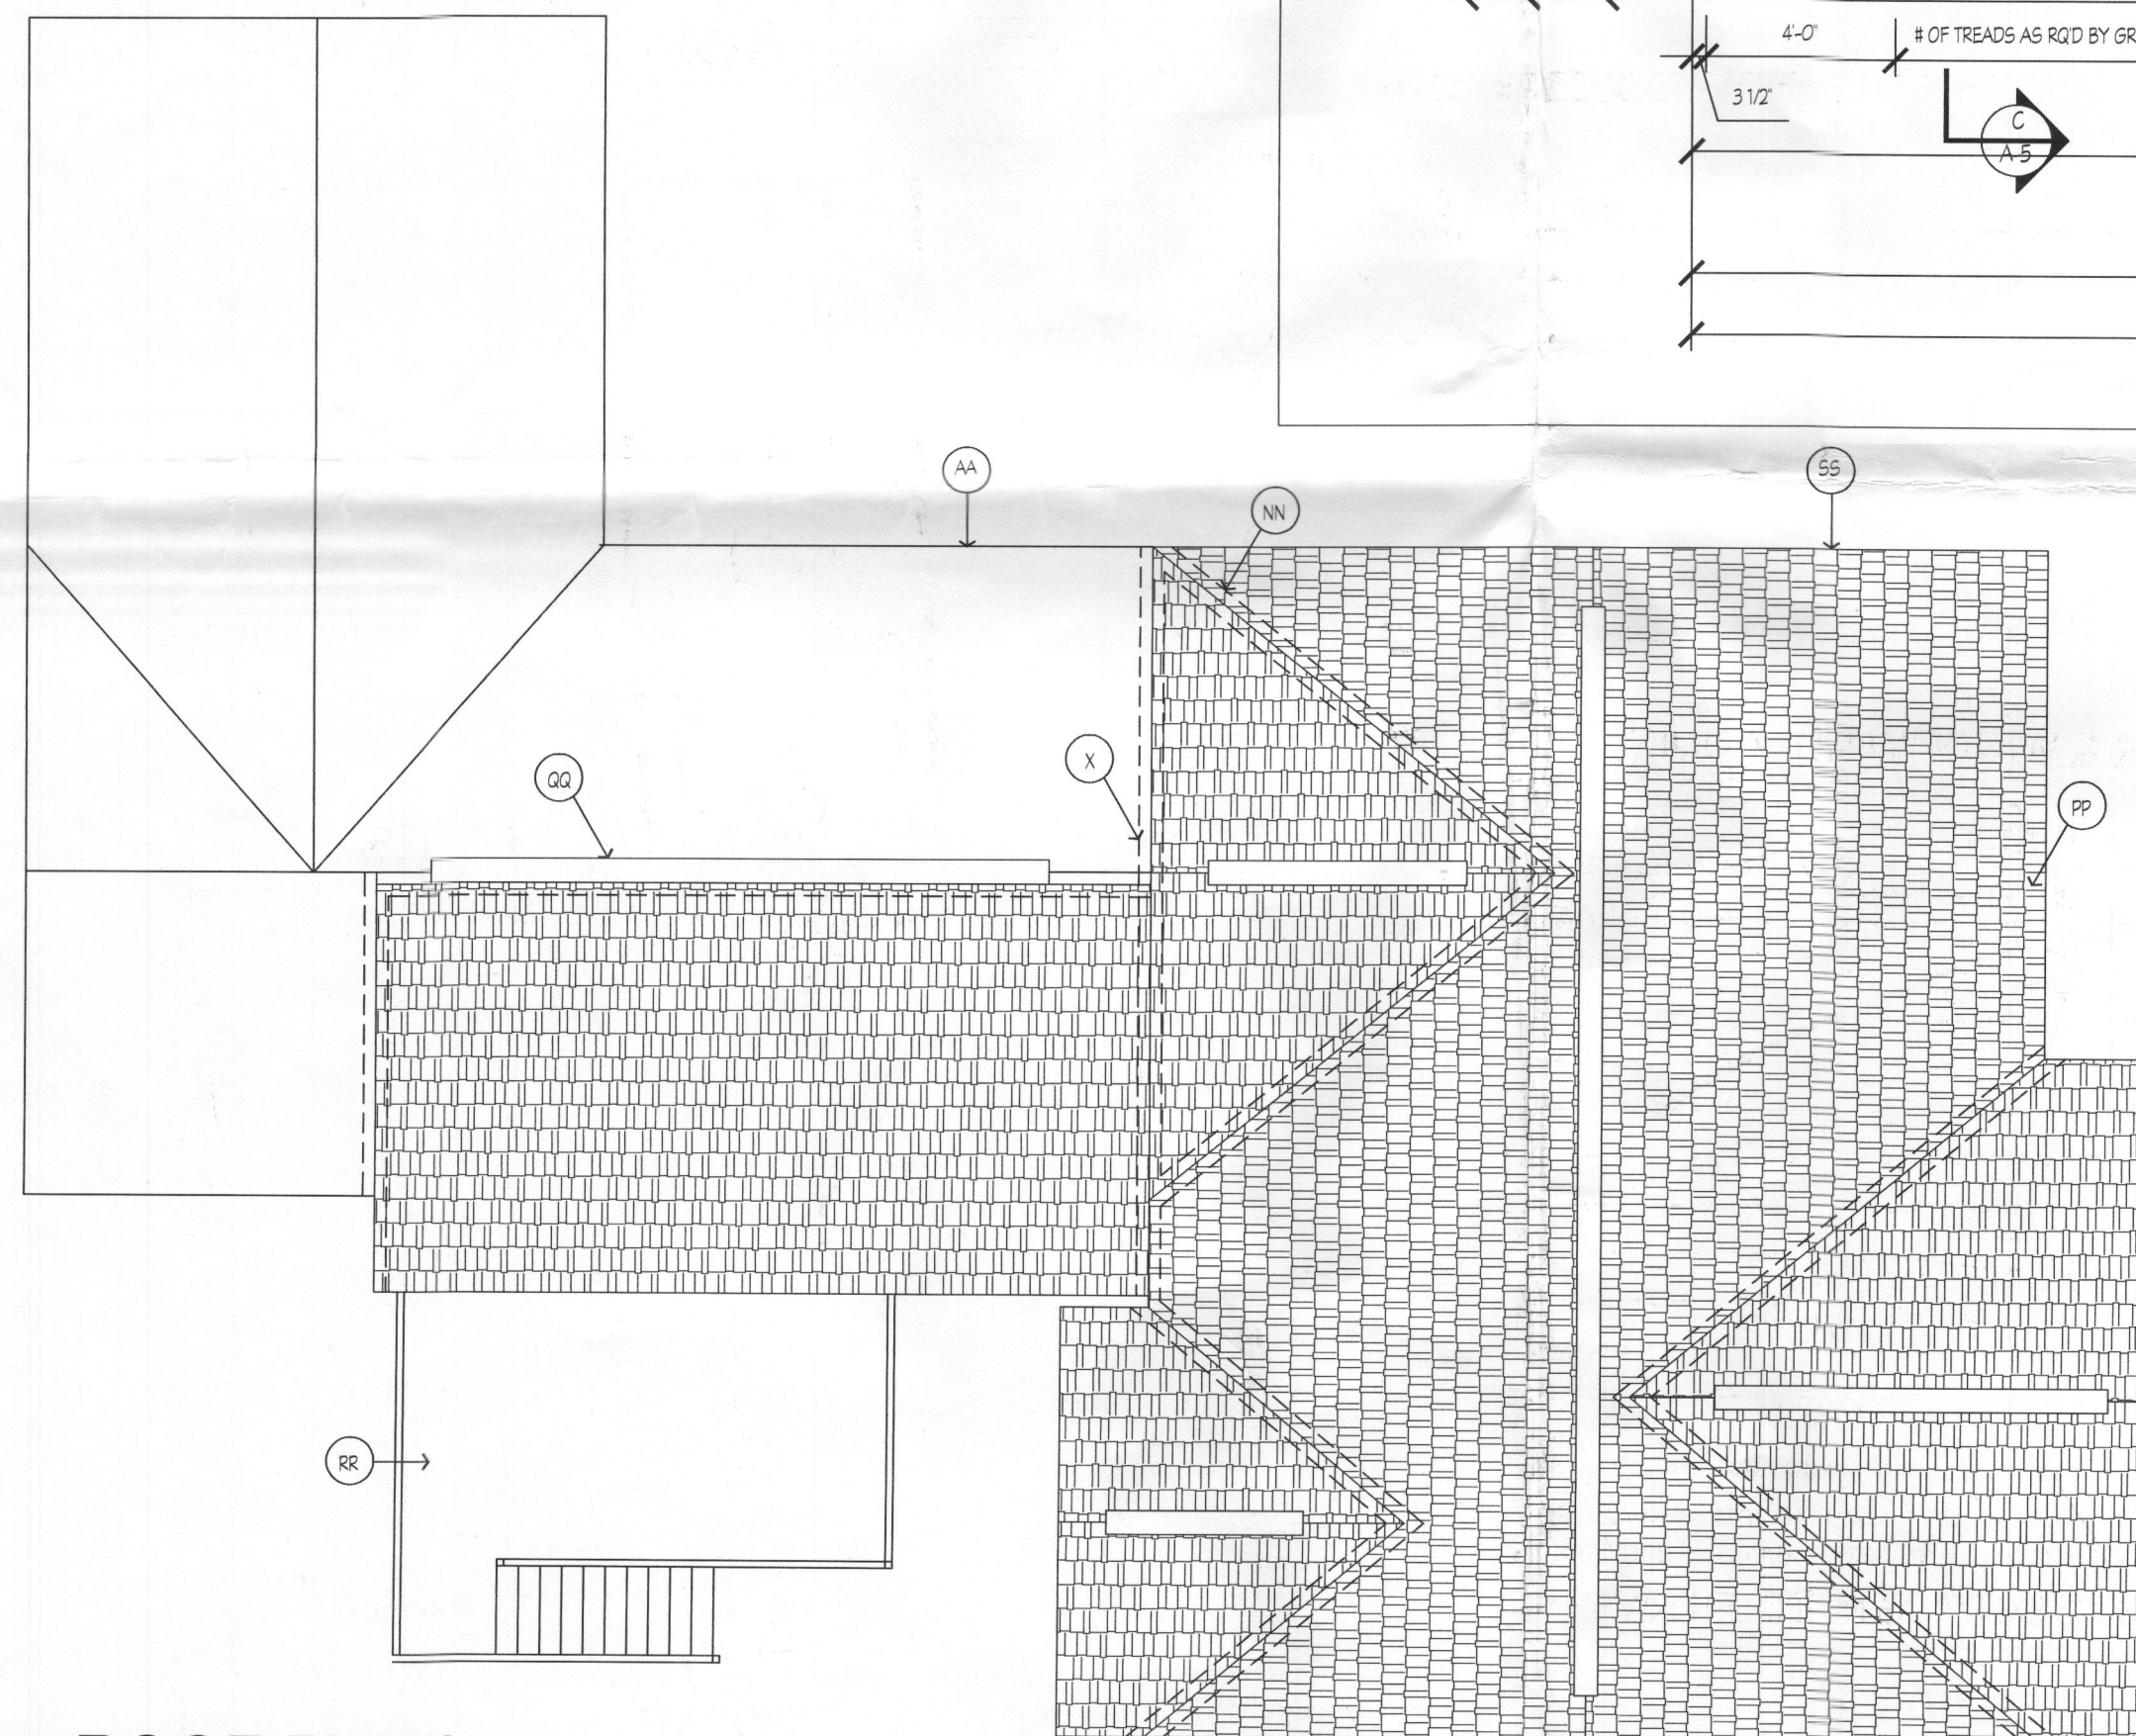 4'-0"
# OF TREADS AS RQ'D BY GR
3 1/2"
C
A-5
AA
SS
NN
X
QQ
PP
RR